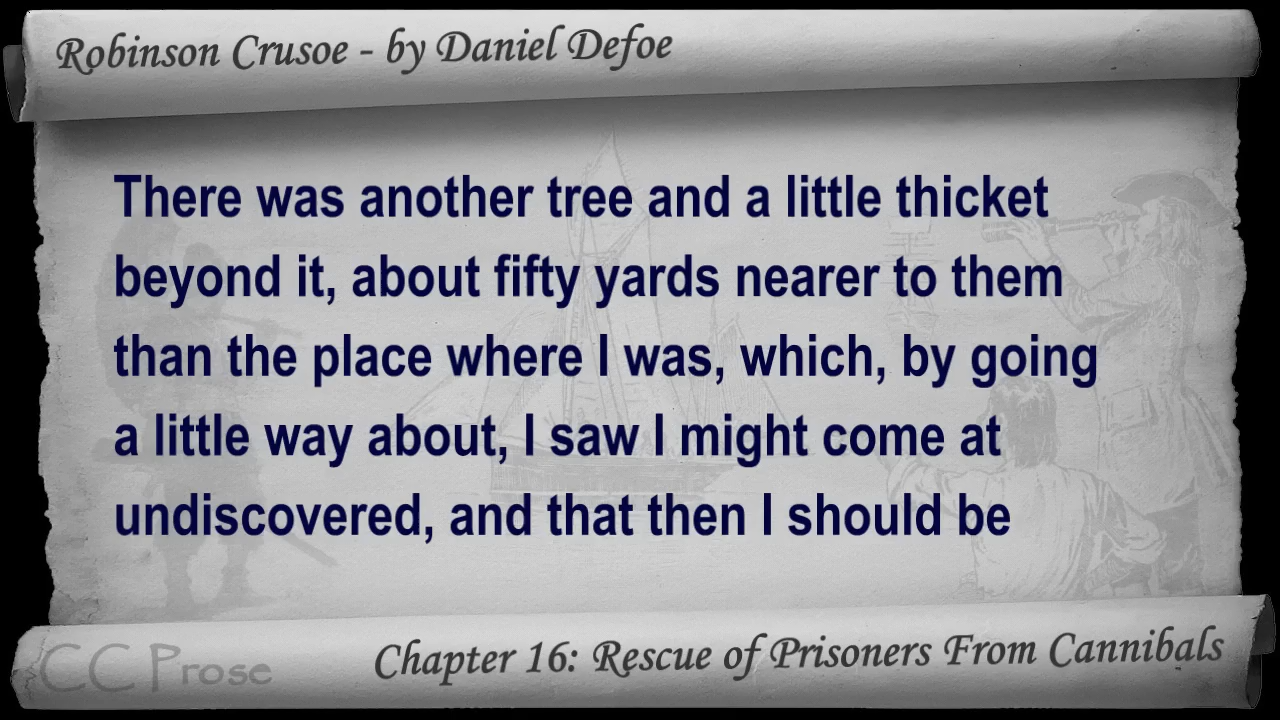 Robinson Crusoe - by Daniel Defoe
There was another tree and a little thicket
beyond it, about fifty yards nearer to them
than the place where I was, which, by going
a little way about, I saw I might come at
undiscovered, and that then I should be
CC Prose
Chapter 16: Rescue of Prisoners From Cannibals